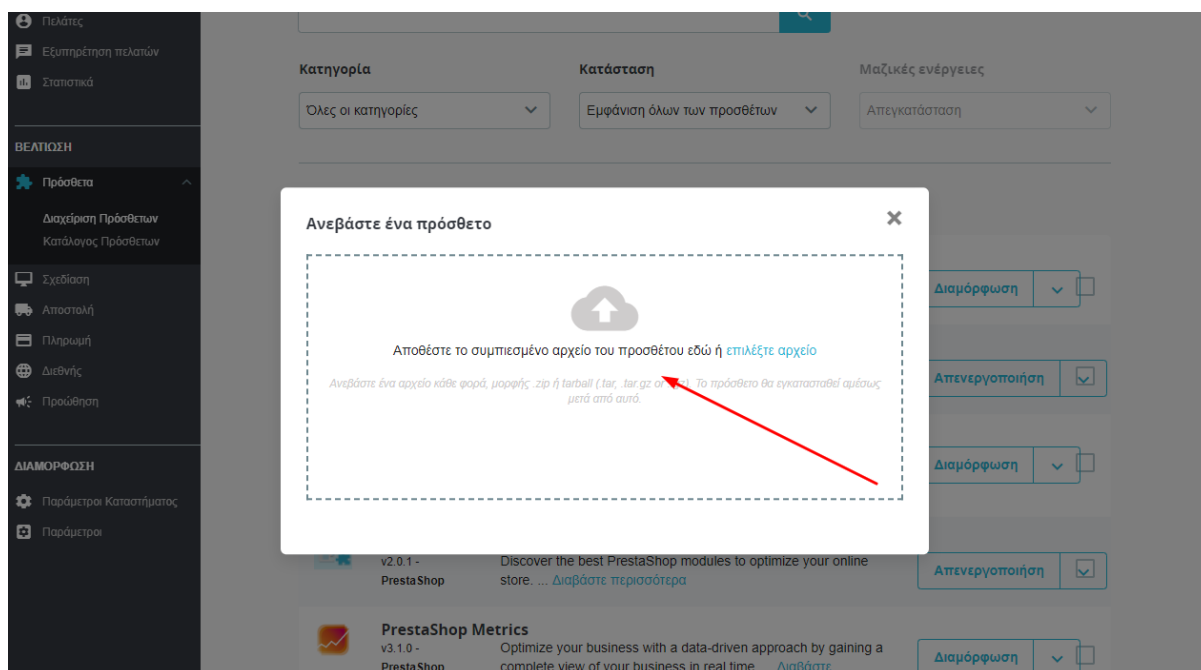 Πελάτες
Εξυπηρέτηση πελατών
Στατιστικά
ΒΕΛΤΙΩΣΗ
Πρόσθετα
Διαχείριση Πρόσθετων
Κατάλογος Πρόσθετων
Σχεδίαση
Αποστολή
Πληρωμή
Διεθνής
Προώθηση
ΔΙΑΜΟΡΦΩΣΗ
Παράμετροι Καταστήματος
Παράμετροι
Κατηγορία
Κατάσταση
Μαζικές ενέργειες
Όλες οι κατηγορίες
Εμφάνιση όλων των προσθέτων
Απεγκατάσταση
Ανεβάστε ένα πρόσθετο
Αποθέστε το συμπιεσμένο αρχείο του προσθέτου εδώ ή επιλέξτε αρχείο
Ανεβάστε ένα αρχείο κάθε φορά, μορφής .zip ή tarball (.tar, .tar.gz or Το πρόσθετο θα εγκατασταθεί αμέσως
μετά από αυτό.
Διαμόρφωση
Απενεργοποίηση
Διαμόρφωση
v2.0.1 -
PrestaShop
Discover the best PrestaShop modules to optimize your online
store. ... Διαβάστε περισσότερα
Απενεργοποίηση
PrestaShop Metrics
v3.1.0 -
PrestaShop
Optimize your business with a data-driven approach by gaining a
complete view of your business in real time. ... Διαβάστε
Διαμόρφωση